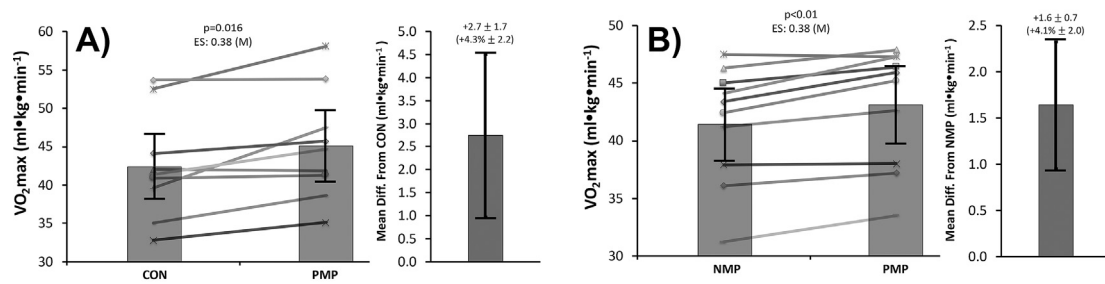 A)
p=0.016
ES: 0.38 (M)
VO2max (ml•kg•min-1)
60
55
50
45
40
35
30
CON
PMP
+2.7 ± 1.7
(+4.3% ± 2.2)
Mean Diff. From CON (ml•kg•min-1)
5.0
4.5
4.0
3.5
3.0
2.5
2.0
1.5
1.0
0.5
0.0
B)
p<0.01
ES: 0.38 (M)
VO2max (ml•kg•min-1)
50
45
40
35
30
NMP
PMP
+1.6 ± 0.7
(+4.1% ± 2.0)
Mean Diff. From NMP (ml•kg•min-1)
2.5
2.0
1.5
1.0
0.5
0.0